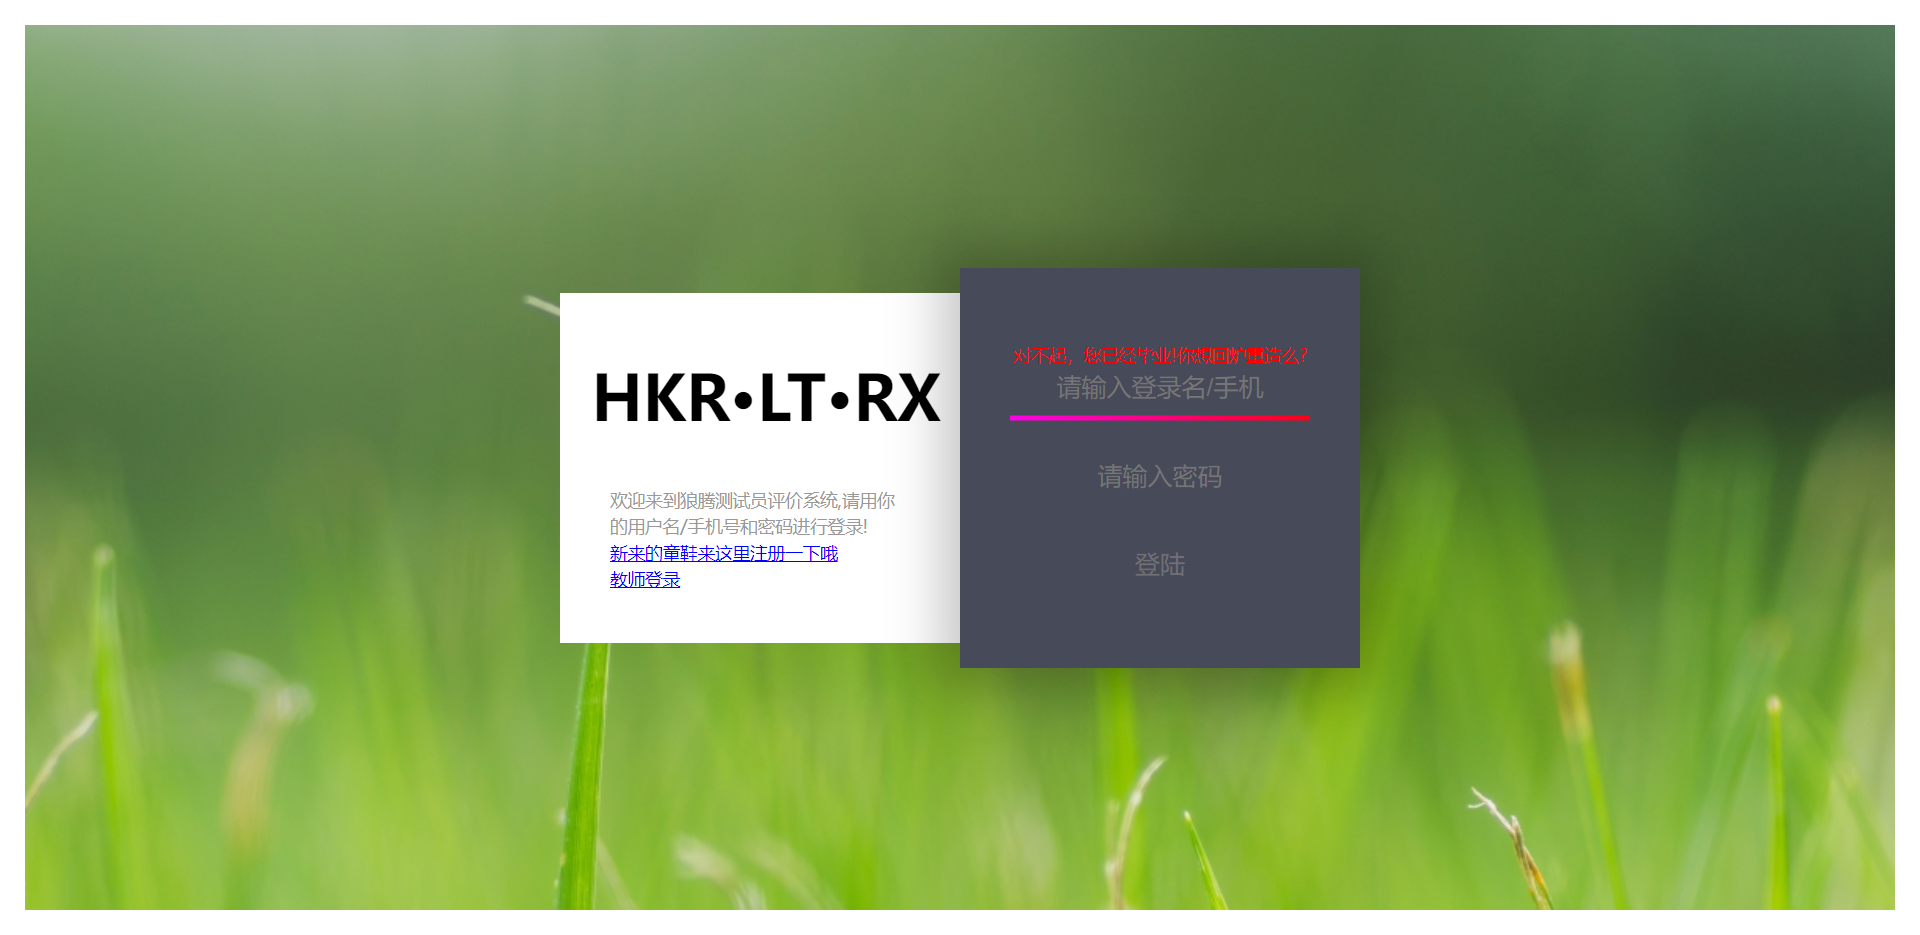 HKR•LT•RX
欢迎来到狼腾测试员评价系统,请用你
的用户名/手机号和密码进行登录!
新来的童鞋来这里注册一下哦
教师登录
对不起，您已经毕业!你想回炉重造么?
请输入登录名/手机
请输入密码
登陆